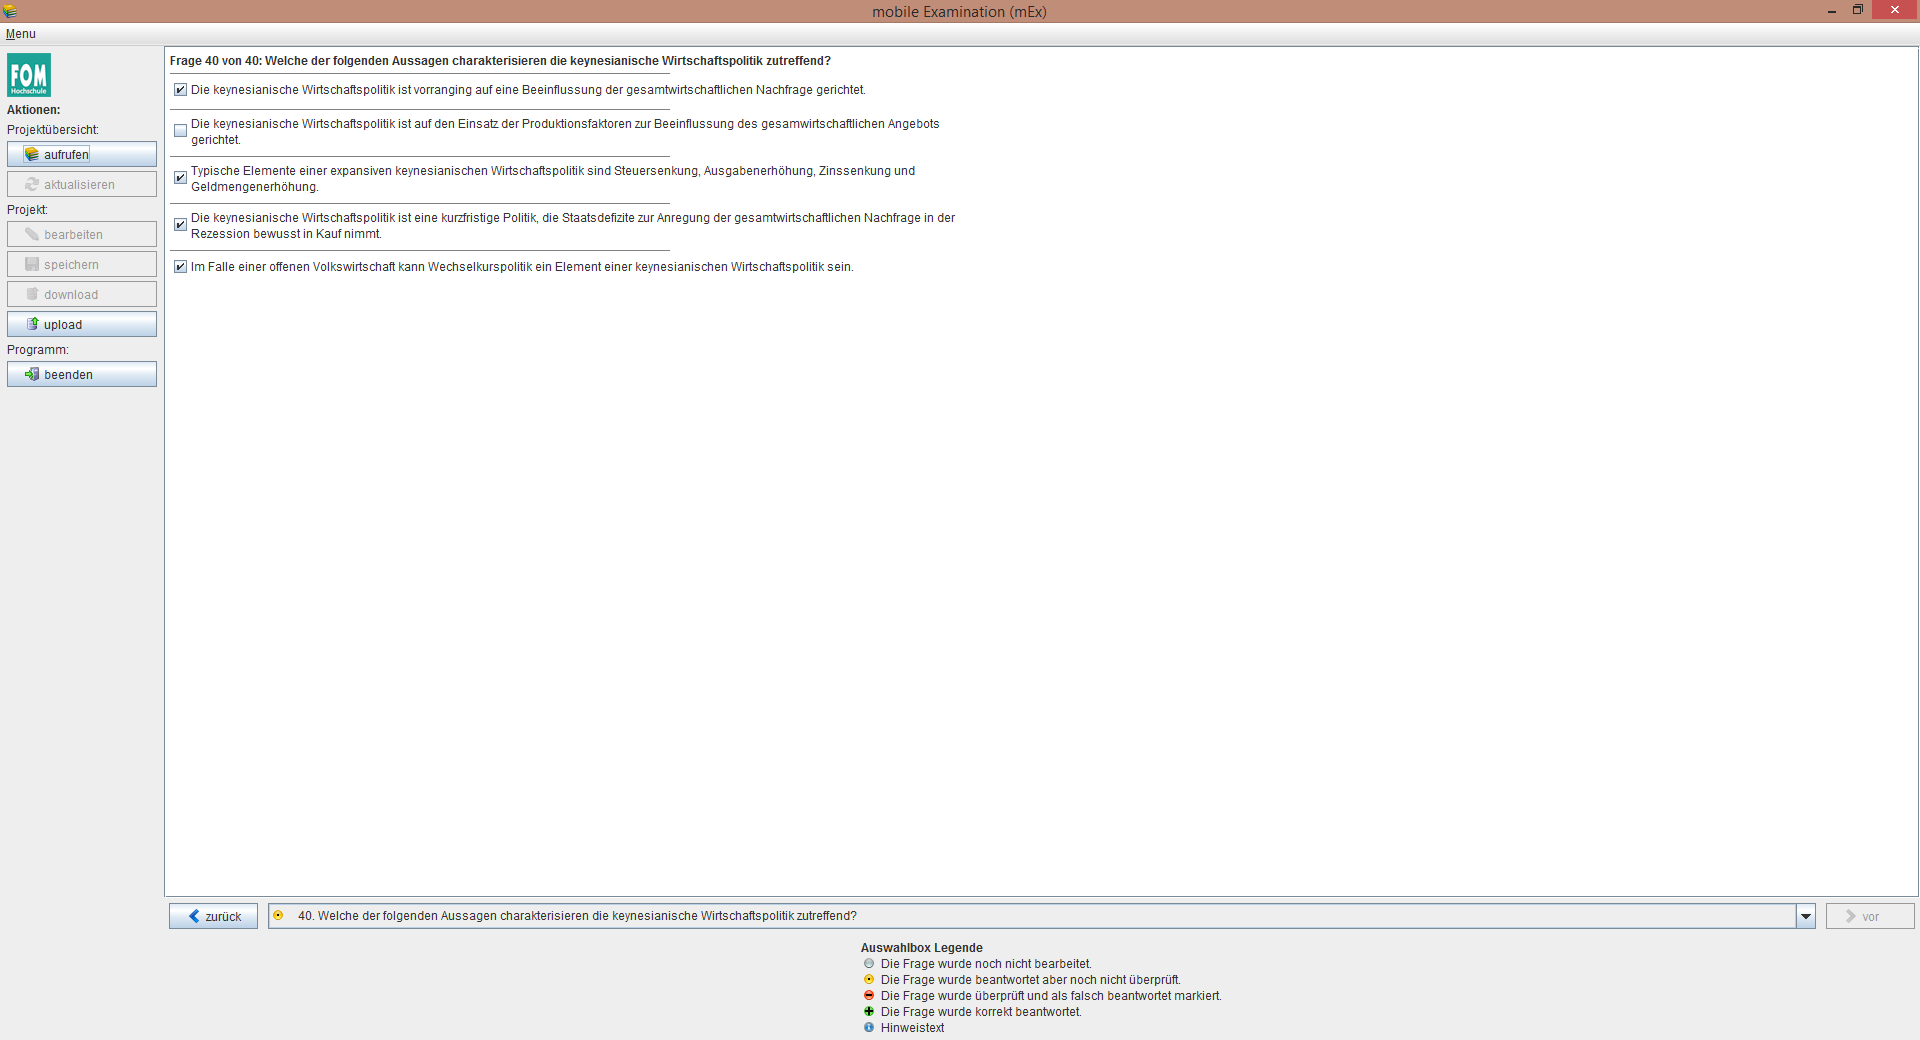 mobile Examination (mEx)
Menu
FOM
Hochschule
Aktionen:
Projektübersicht:
aufrufen
aktualisieren
Projekt:
bearbeiten
speichern
download
upload
Programm:
beenden
Frage 40 von 40: Welche der folgenden Aussagen charakterisieren die keynesianische Wirtschaftspolitik zutreffend?
Die keynesianische Wirtschaftspolitik ist vorranging auf eine Beeinflussung der gesamtwirtschaftlichen Nachfrage gerichtet.
Die keynesianische Wirtschaftspolitik ist auf den Einsatz der Produktionsfaktoren zur Beeinflussung des gesamwirtschaftlichen Angebots
gerichtet.
Typische Elemente einer expansiven keynesianischen Wirtschaftspolitik sind Steuersenkung, Ausgabenerhöhung, Zinssenkung und
Geldmengenerhöhung.
Die keynesianische Wirtschaftspolitik ist eine kurzfristige Politik, die Staatsdefizite zur Anregung der gesamtwirtschaftlichen Nachfrage in der
Rezession bewusst in Kauf nimmt.
Im Falle einer offenen Volkswirtschaft kann Wechselkurspolitik ein Element einer keynesianischen Wirtschaftspolitik sein.
zurück
40. Welche der folgenden Aussagen charakterisieren die keynesianische Wirtschaftspolitik zutreffend?
vor
Auswahlbox Legende
Die Frage wurde noch nicht bearbeitet.
Die Frage wurde beantwortet aber noch nicht überprüft.
Die Frage wurde überprüft und als falsch beantwortet markiert.
Die Frage wurde korrekt beantwortet.
Hinweistext